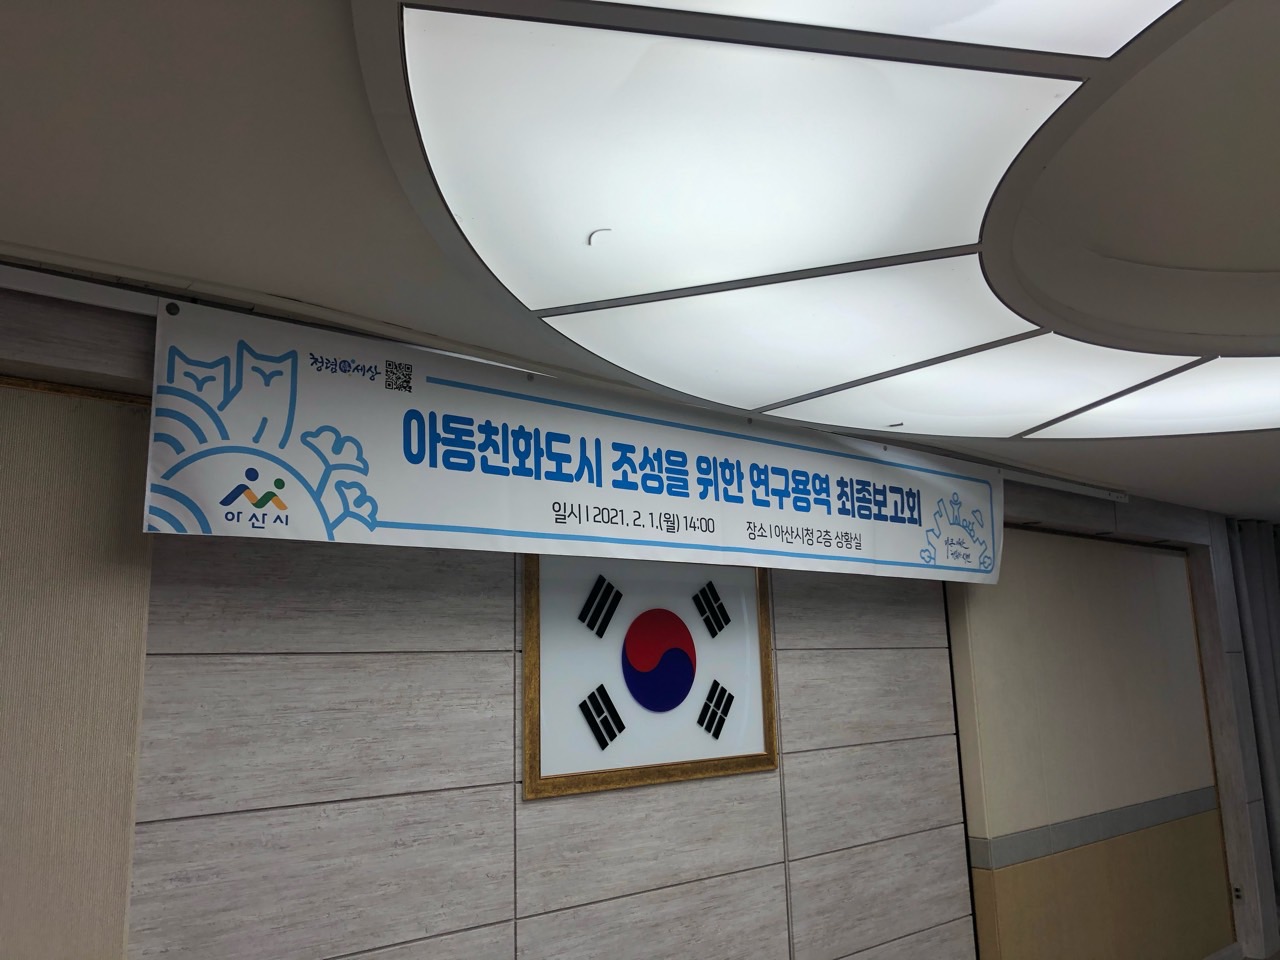 청렴 세상
아동친화도시 조성을 위한 연구용역 최종보고회
일시 | 2021. 2. 1.(월) 14:00 장소 | 아산시청 2층 상황실
아산시